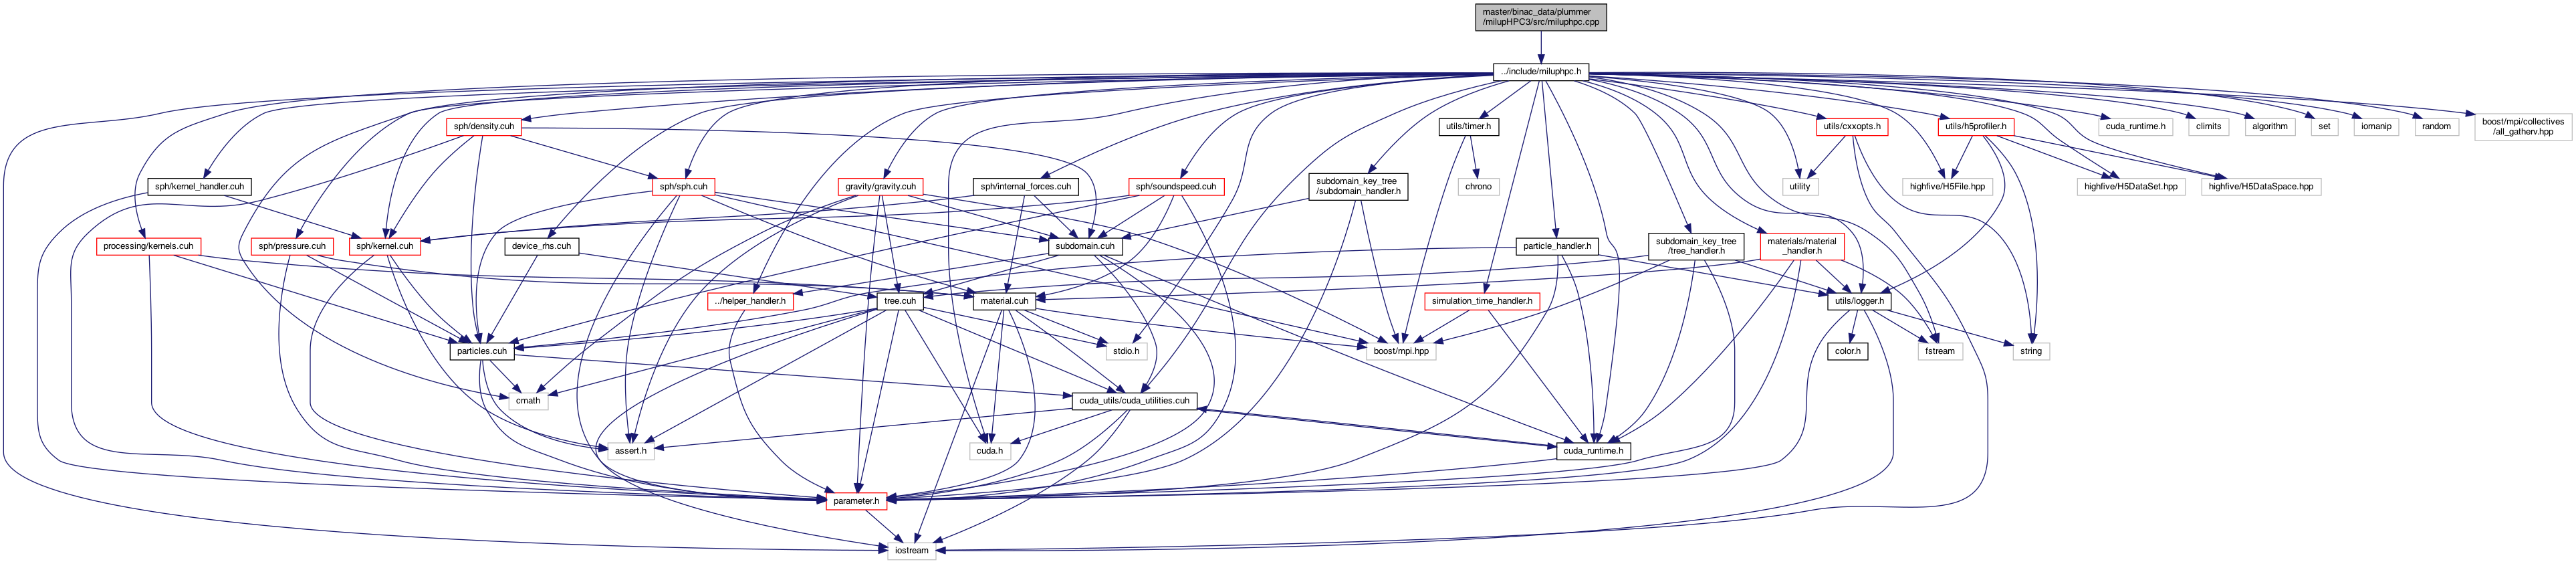 master/binac_data/plummer
/milupHPC3/src/miluphpc.cpp
../include/miluphpc.h
sph/density.cuh
utils/timer.h
utils/cxxopts.h
utils/h5profiler.h
cuda_runtime.h
climits
algorithm
set
iomanip
random
boost/mpi/collectives
/all_gatherv.hpp
sph/kernel_handler.cuh
sph/sph.cuh
gravity/gravity.cuh
sph/internal_forces.cuh
sph/soundspeed.cuh
subdomain_key_tree
/subdomain_handler.h
chrono
utility
highfive/H5File.hpp
highfive/H5DataSet.hpp
highfive/H5DataSpace.hpp
processing/kernels.cuh
sph/pressure.cuh
sph/kernel.cuh
device_rhs.cuh
subdomain.cuh
particle_handler.h
subdomain_key_tree
/tree_handler.h
materials/material
_handler.h
../helper_handler.h
tree.cuh
material.cuh
simulation_time_handler.h
utils/logger.h
particles.cuh
stdio.h
boost/mpi.hpp
color.h
fstream
string
cmath
cuda_utils/cuda_utilities.cuh
assert.h
cuda.h
cuda_runtime.h
parameter.h
iostream